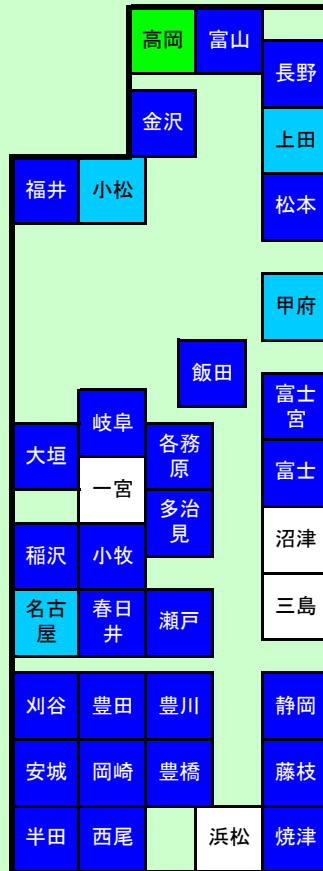 高岡
富山
長野
金沢
上田
福井
小松
松本
甲府
飯田
富士
宮
岐阜
大垣
各務
原
富士
一宮
多治
見
沼津
稲沢
小牧
三島
名古
屋
春日
井
瀬戸
刈谷
豊田
豊川
静岡
安城
岡崎
豊橋
藤枝
半田
西尾
浜松
焼津